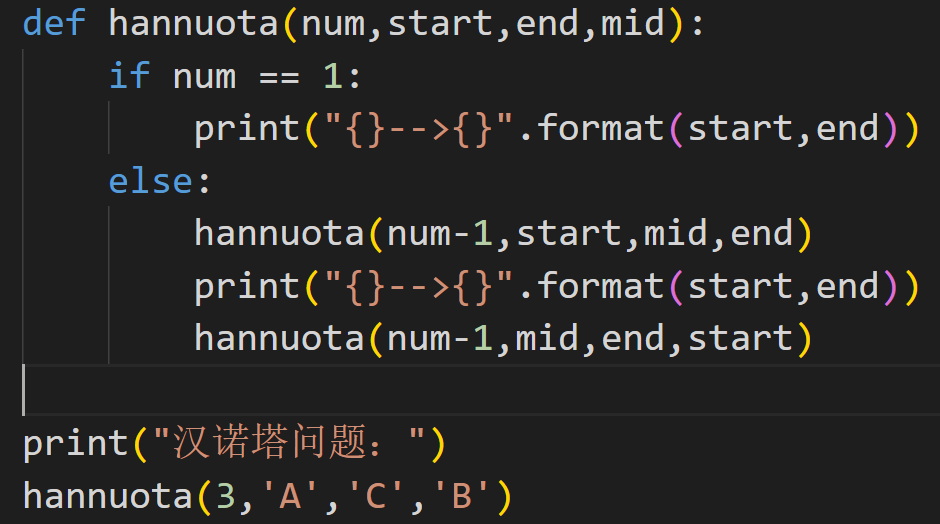 def hannuota(num,start,end,mid):
    if num == 1:
        print("{}-->{}".format(start,end))
    else:
        hannuota(num-1,start,mid,end)
        print("{}-->{}".format(start,end))
        hannuota(num-1,mid,end,start)
print("汉诺塔问题：")
hannuota(3,'A','C','B')